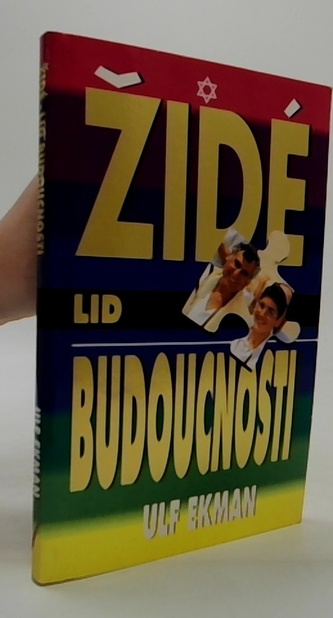 ŽIDÉ
LID
BUDOUCNOSTI
ULF EKMAN
ŽIDÉ, LID BUDOUCNOSTI
ULF EKMAN